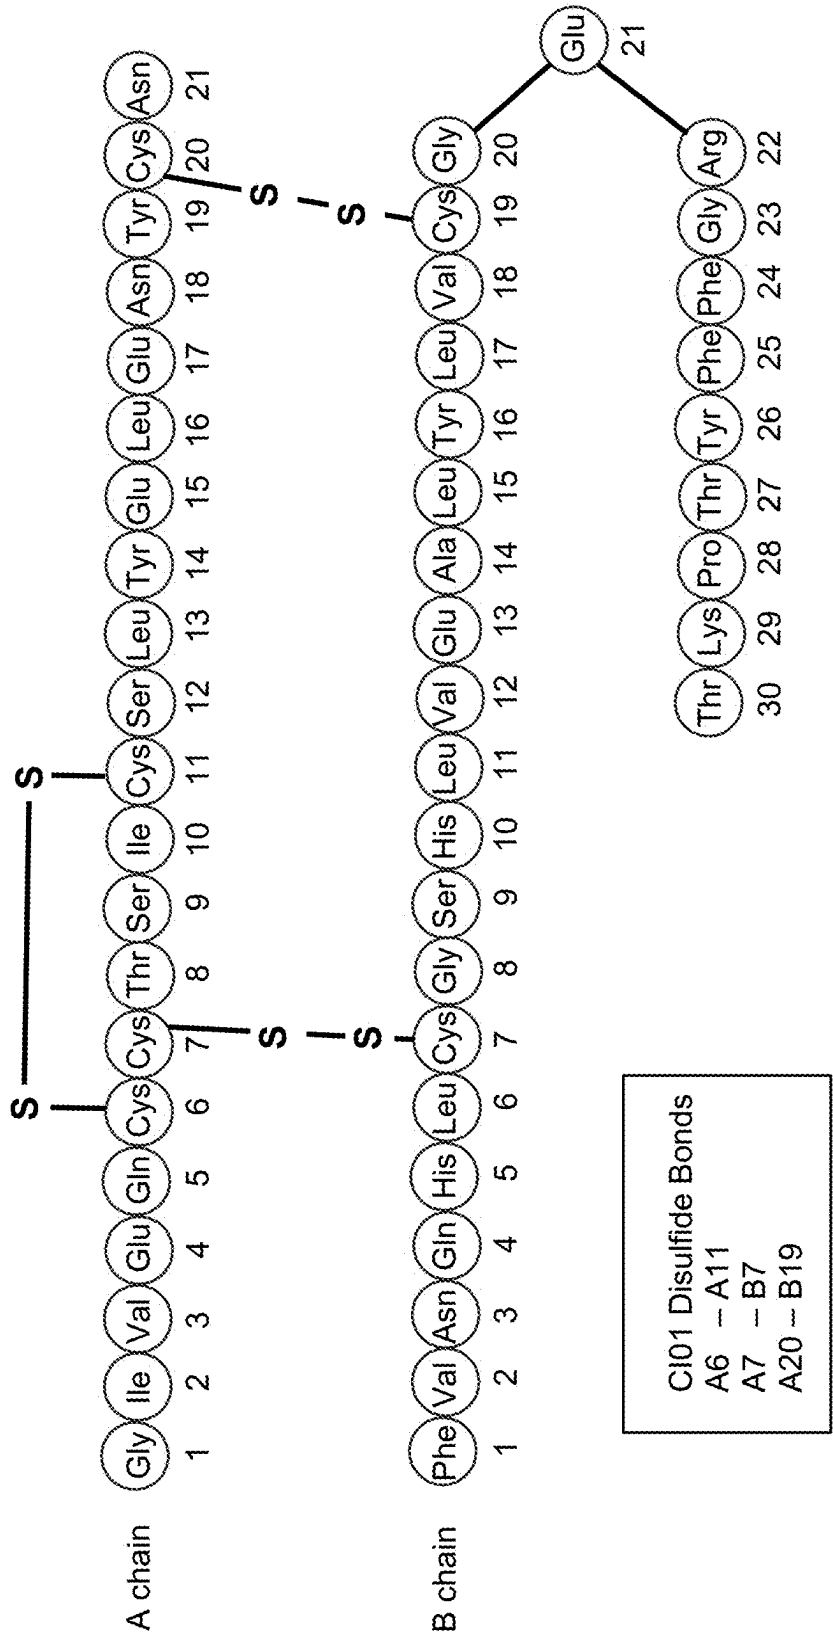 S S
A chain Gly Ile Val Glu Gln Cys Cys Thr Ser Ile Cys Ser Leu Tyr Glu Leu Glu Asn Tyr Cys Asn
1 2 3 4 5 6 7 8 9 10 11 12 13 14 15 16 17 18 19 20 21
S S
S S
B chain Phe Val Asn Gln His Leu Cys Gly Ser His Leu Val Glu Ala Leu Tyr Leu Val Cys Gly
1 2 3 4 5 6 7 8 9 10 11 12 13 14 15 16 17 18 19 20
Glu
21
Thr Lys Pro Thr Tyr Phe Phe Gly Arg
30 29 28 27 26 25 24 23 22
CI01 Disulfide Bonds
A6 – A11
A7 – B7
A20 – B19